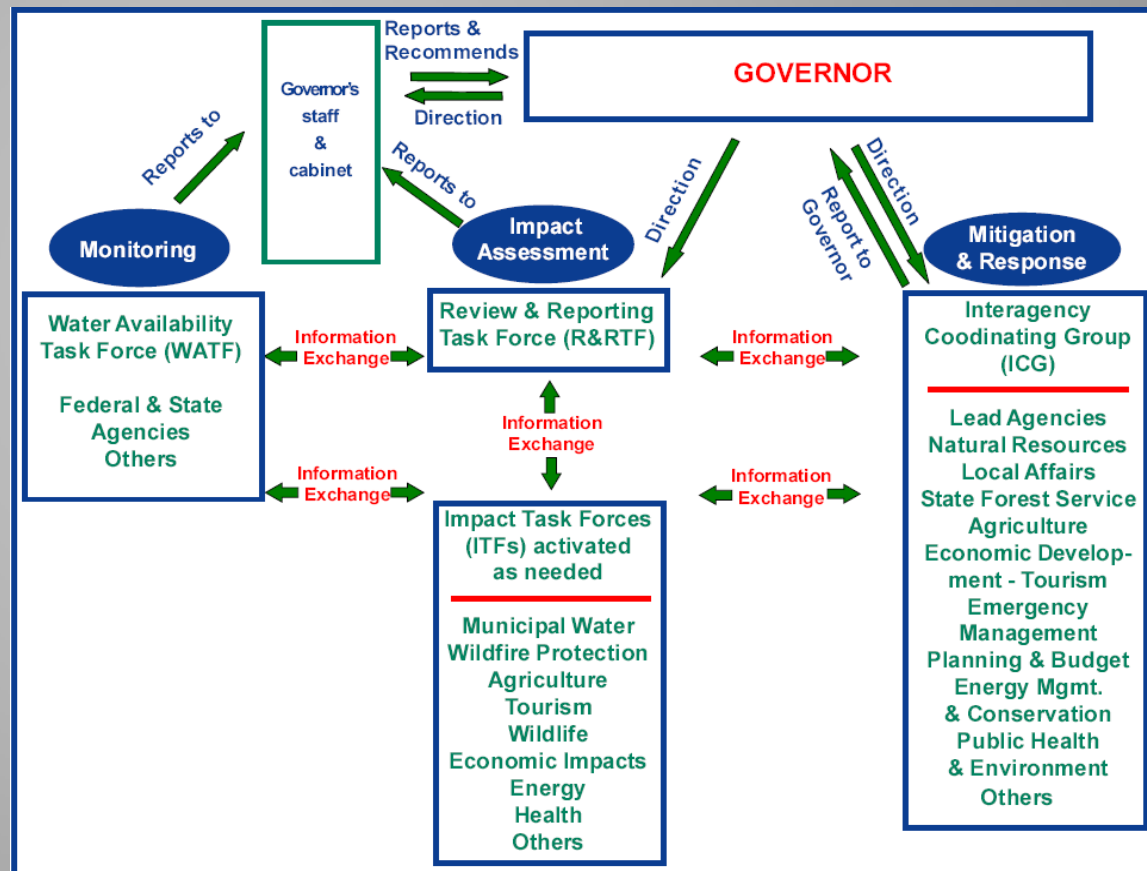 Reports &
Recommends
Direction
GOVERNOR
Governor's
staff
&
cabinet
Reports to
Reports to
Direction
Direction
Report to
Governor
Monitoring
Impact
Assessment
Mitigation
& Response
Water Availability
Task Force (WATF)
Federal & State
Agencies
Others
Information
Exchange
Review & Reporting
Task Force (R&RTF)
Information
Exchange
Information
Exchange
Information
Exchange
Information
Exchange
Impact Task Forces
(ITFs) activated
as needed
Municipal Water
Wildfire Protection
Agriculture
Tourism
Wildlife
Economic Impacts
Energy
Health
Others
Interagency
Coodinating Group
(ICG)
Lead Agencies
Natural Resources
Local Affairs
State Forest Service
Agriculture
Economic Develop-
ment - Tourism
Emergency
Management
Planning & Budget
Energy Mgmt.
& Conservation
Public Health
& Environment
Others